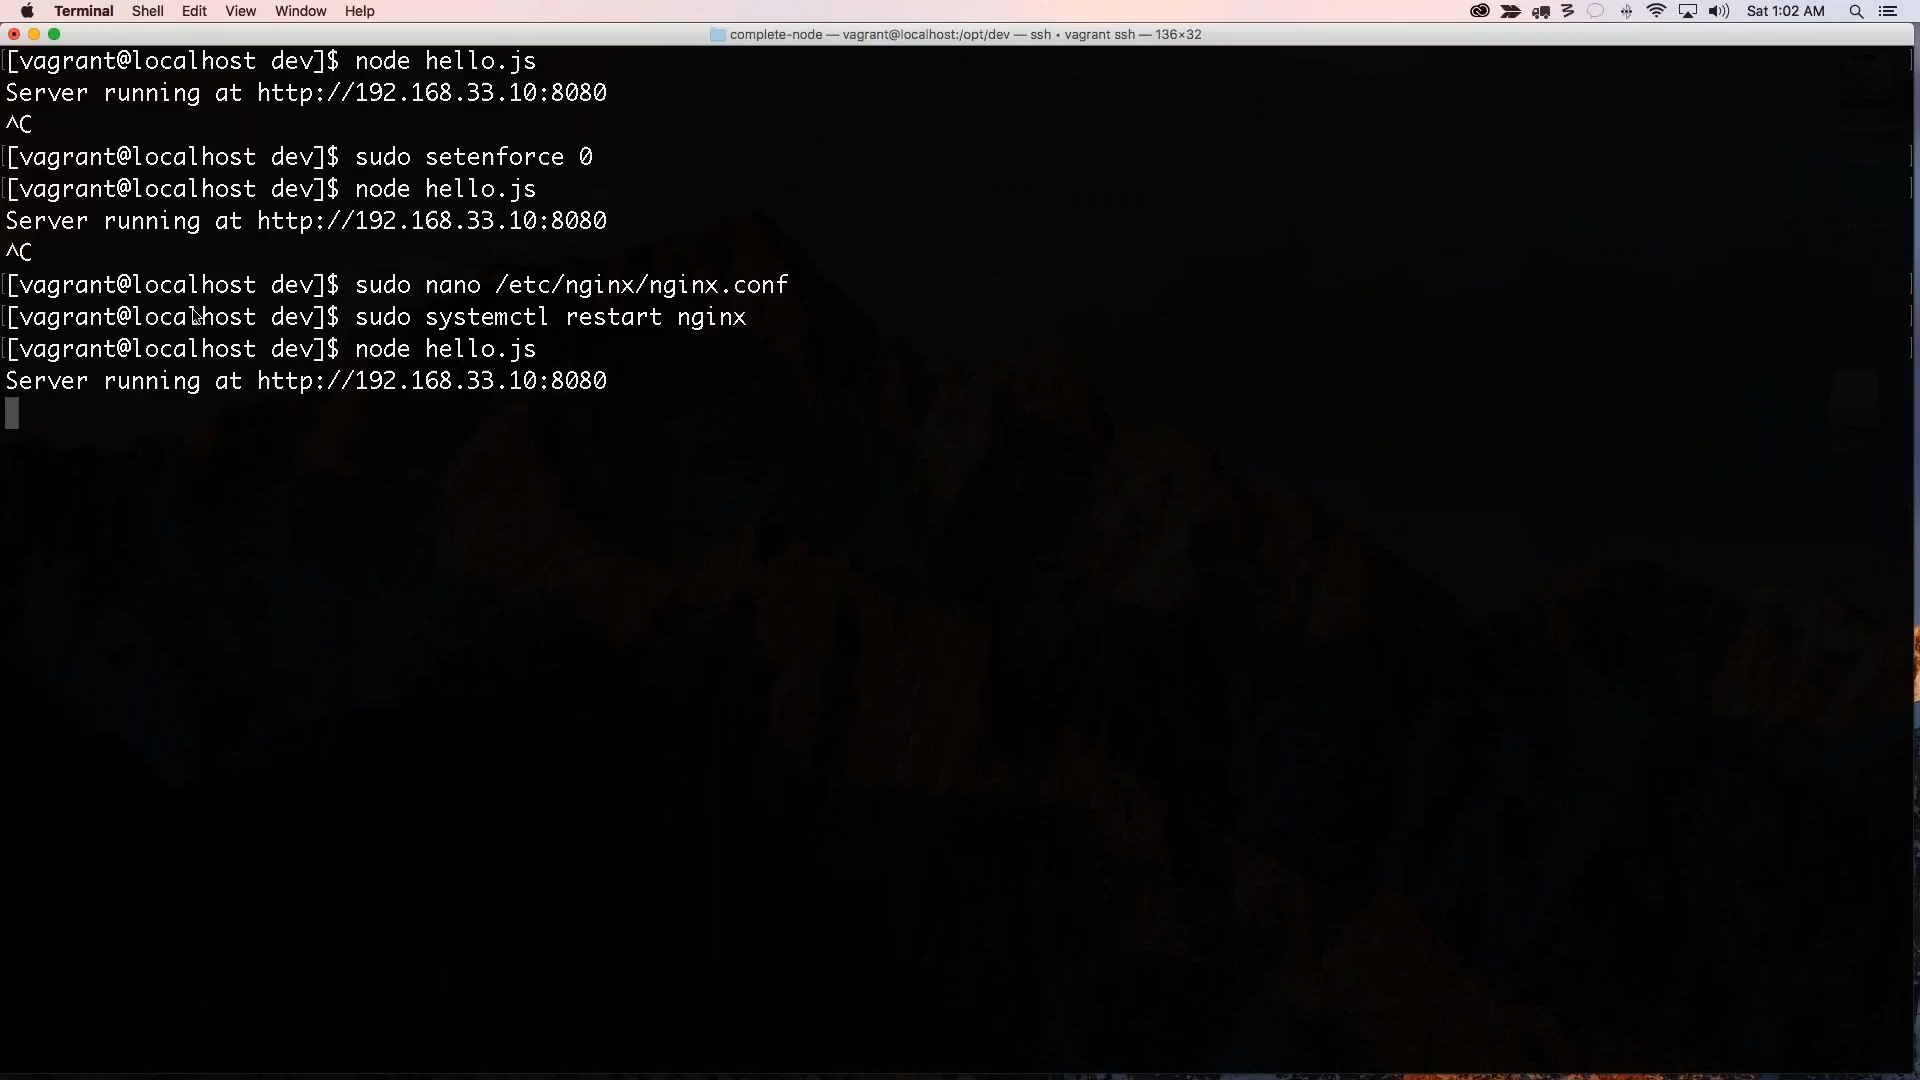 Terminal Shell Edit View Window Help Sat 1:02 AM
complete-node — vagrant@localhost:/opt/dev — ssh • vagrant ssh — 136×32
[vagrant@localhost dev]$ node hello.js
Server running at http://192.168.33.10:8080
^C
[vagrant@localhost dev]$ sudo setenforce 0
[vagrant@localhost dev]$ node hello.js
Server running at http://192.168.33.10:8080
^C
[vagrant@localhost dev]$ sudo nano /etc/nginx/nginx.conf
[vagrant@localhost dev]$ sudo systemctl restart nginx
[vagrant@localhost dev]$ node hello.js
Server running at http://192.168.33.10:8080